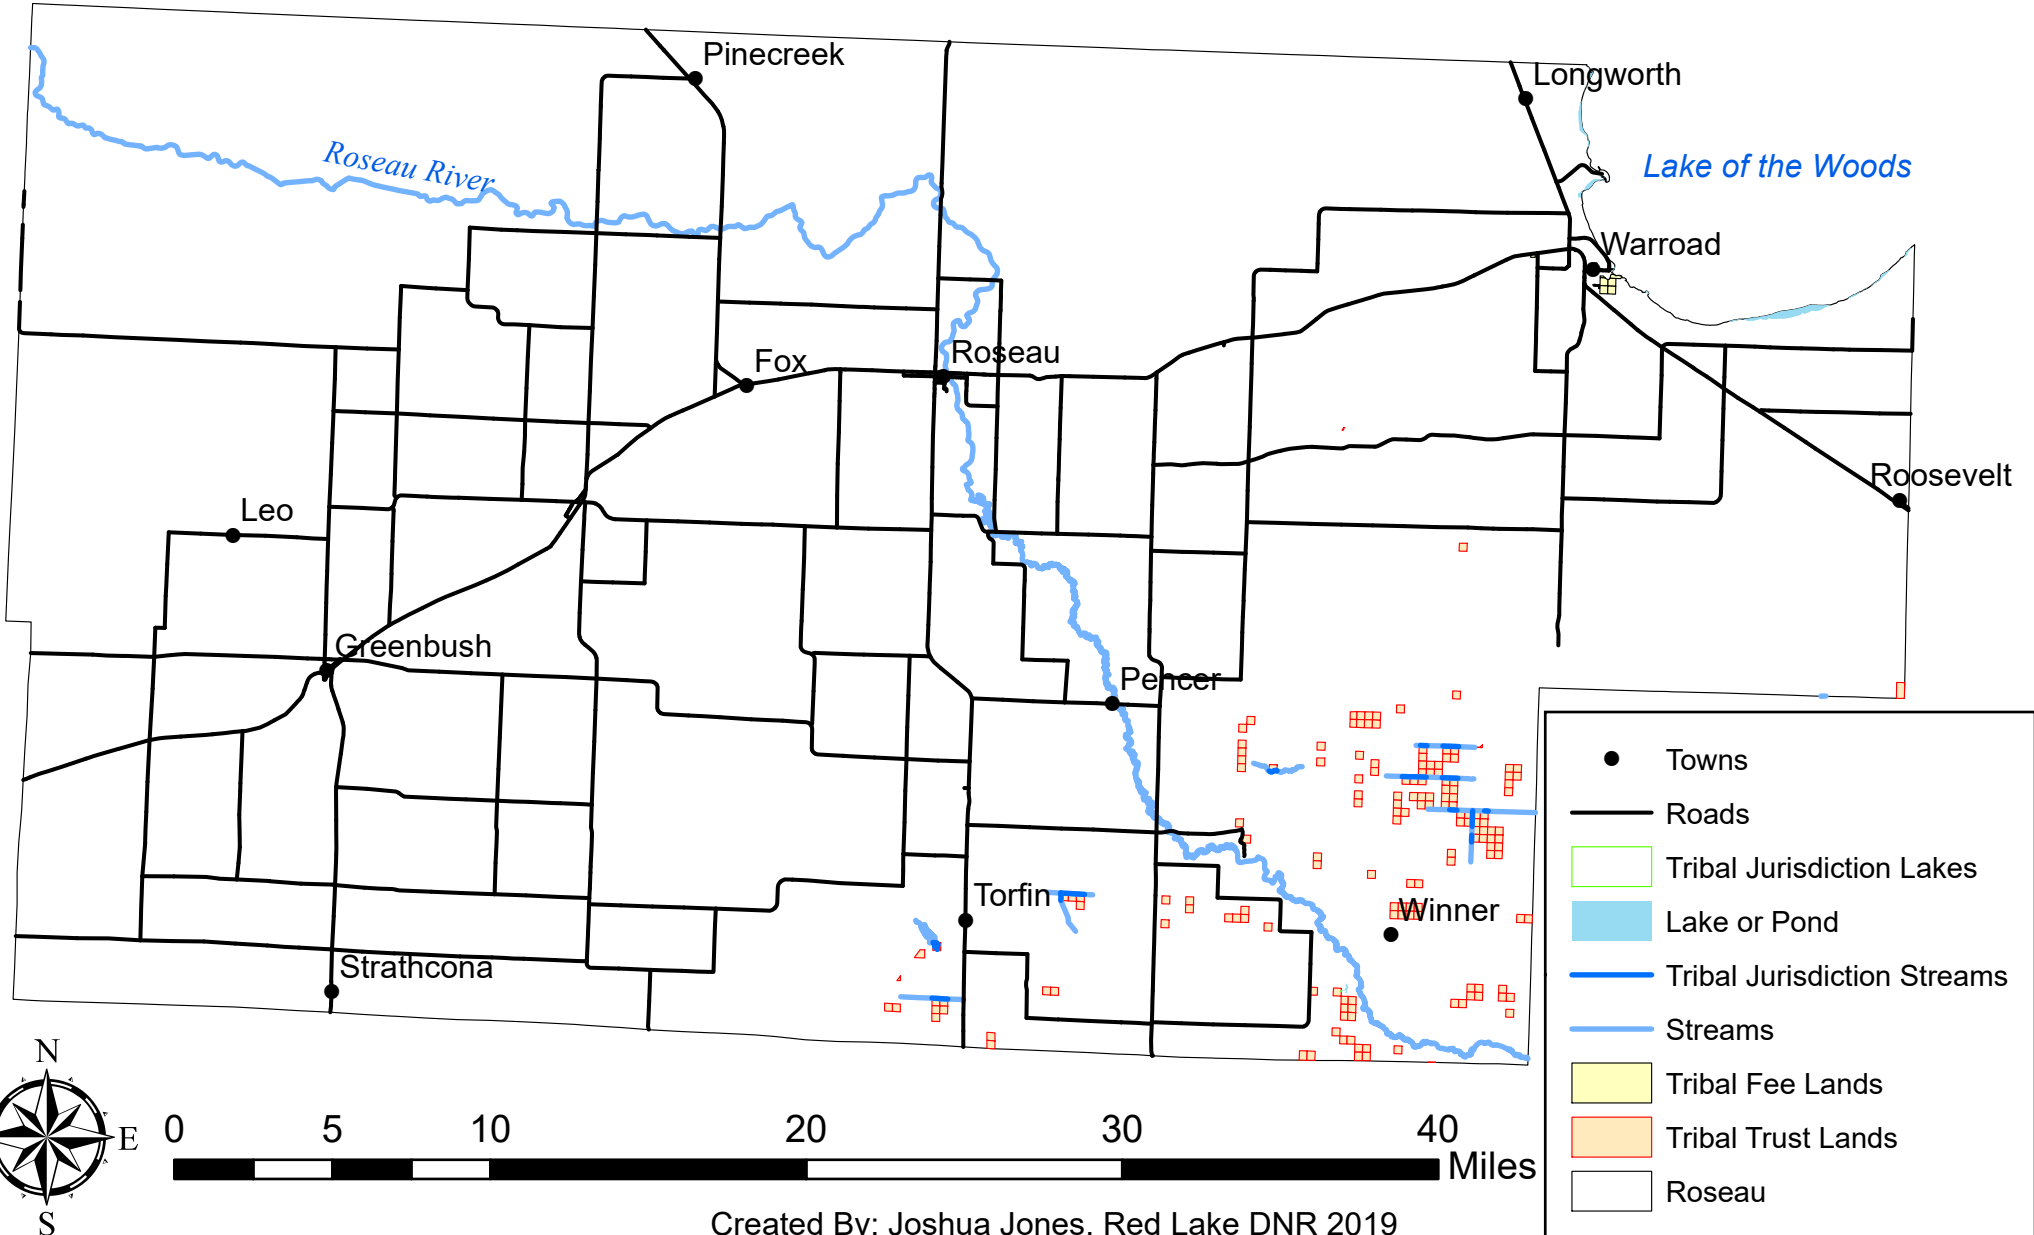 Pinecreek
Longworth
Roseau River
Lake of the Woods
Warroad
Roseau
Fox
Roosevelt
Leo
Greenbush
Pencer
Torfin
Winner
Strathcona
Towns
Roads
Tribal Jurisdiction Lakes
Lake or Pond
Tribal Jurisdiction Streams
Streams
Tribal Fee Lands
Tribal Trust Lands
Roseau
N
E
S
0 5 10 20 30 40
Miles
Created By: Joshua Jones, Red Lake DNR 2019